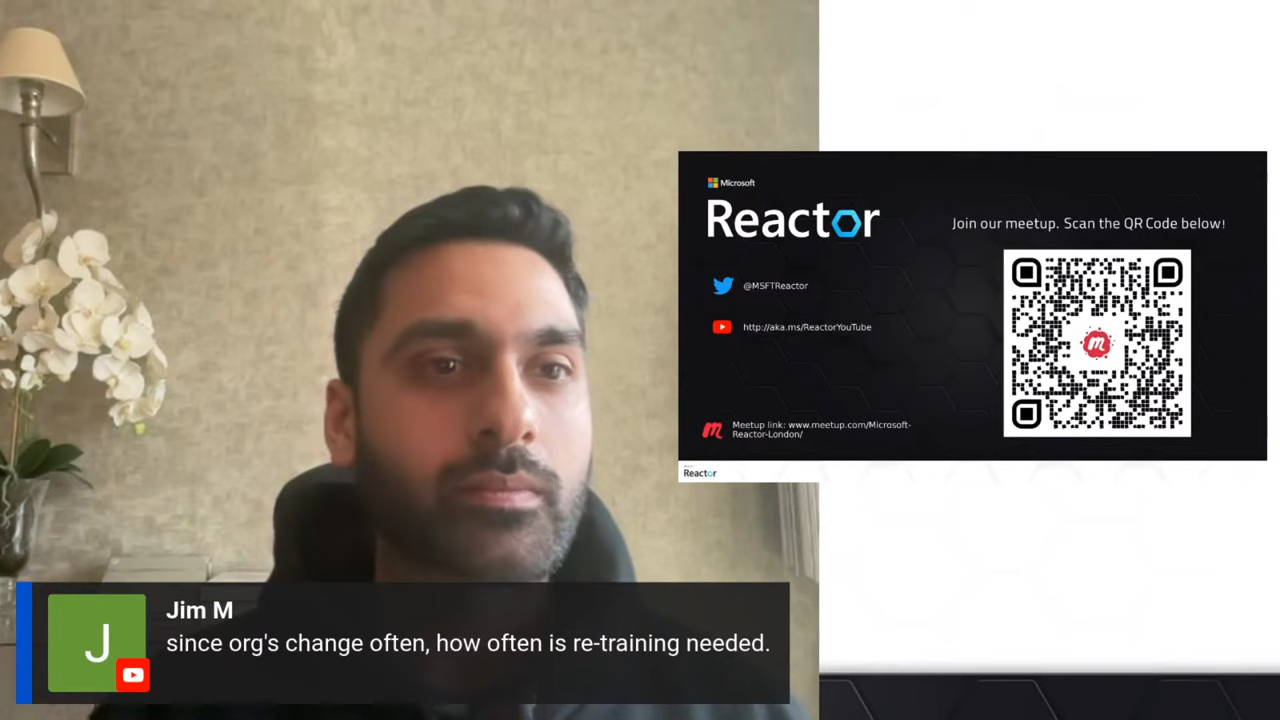 Microsoft
Reactor
Join our meetup. Scan the QR Code below!
@MSFTReactor
http://aka.ms/ReactorYouTube
Meetup link: www.meetup.com/Microsoft-
Reactor-London/
Reactor
J
Jim M
since org's change often, how often is re-training needed.